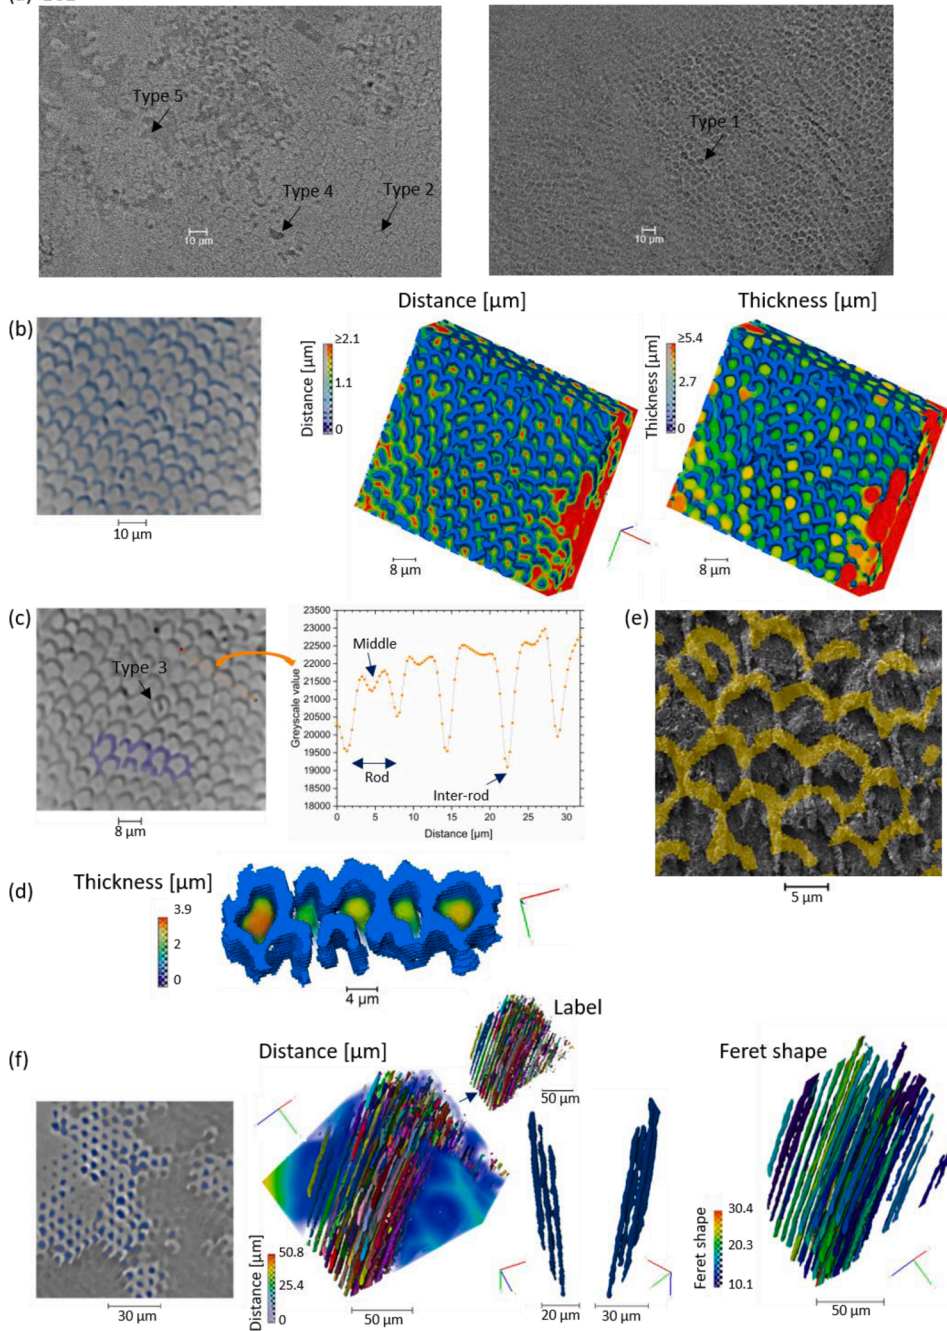 Type 5
Type 4
Type 2
10 µm
Type 1
10 µm
(b)
Distance [µm]
Thickness [µm]
Distance [µm]
≥2.1
1.1
0
Thickness [µm]
≥5.4
2.7
0
10 µm
8 µm
8 µm
(c)
Type 3
8 µm
Greyscale value
23500
23000
22500
22000
21500
21000
20500
20000
19500
19000
18500
18000
Middle
Rod
Inter-rod
0
5
10
15
20
25
30
Distance [µm]
(e)
5 µm
(d)
Thickness [µm]
3.9
2
0
4 µm
(f)
Distance [µm]
Label
50 µm
Feret shape
30 µm
Distance [µm]
50.8
25.4
0
50 µm
20 µm
30 µm
Feret shape
30.4
20.3
10.1
50 µm